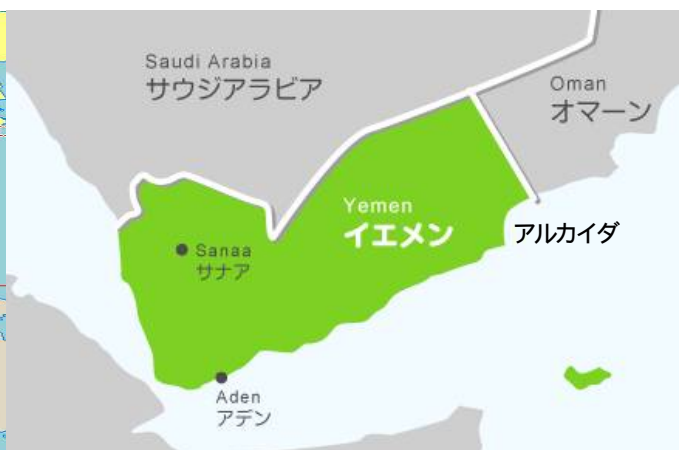 Saudi Arabia
サウジアラビア
Oman
オマーン
Yemen
イエメン
アルカイダ
Sanaa
サナア
Aden
アデン